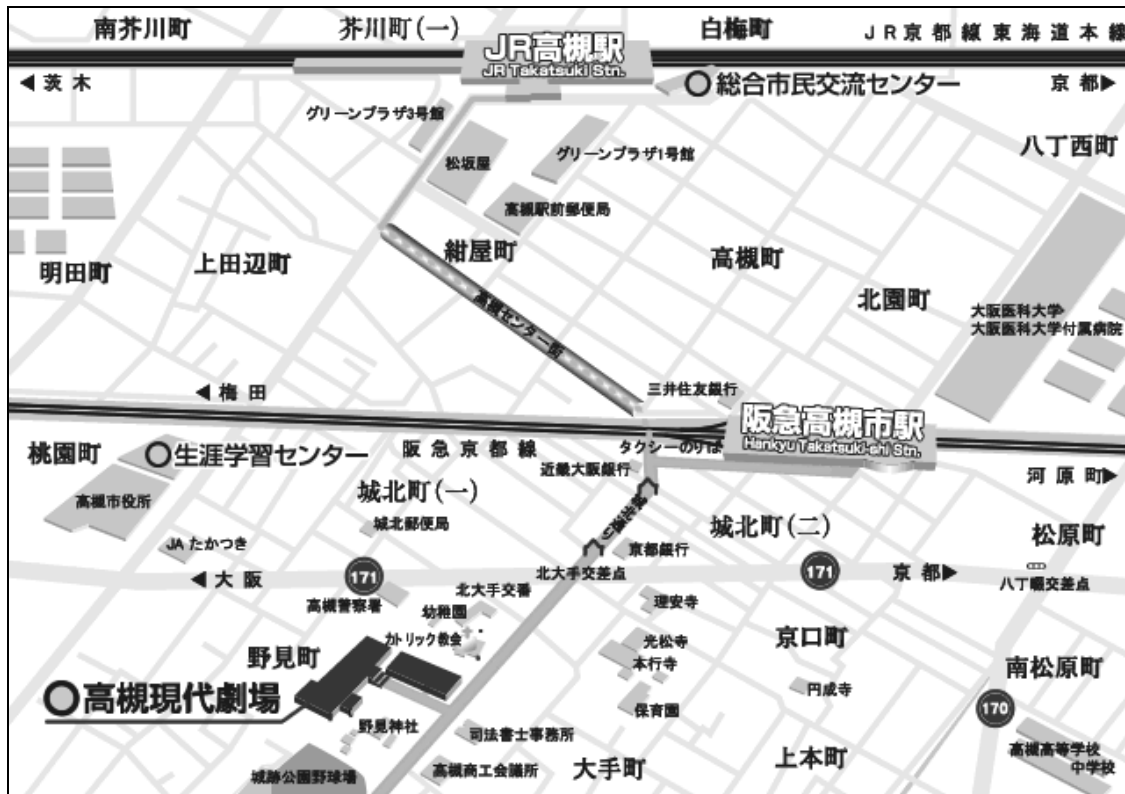 南芥川町
芥川町(一)
JR高槻駅
JR Takatsuki Stn.
白梅町
JR京都線東海道本線
◀茨木
総合市民交流センター
京都▶
グリーンプラザ3号館
松坂屋
グリーンプラザ1号館
八丁西町
高槻駅前郵便局
明田町
上田辺町
紺屋町
高槻町
北園町
高槻センター街
大阪医科大学
大阪医科大学付属病院
◀梅田
三井住友銀行
阪急高槻市駅
Hankyu Takatsuki-shi Stn.
桃園町
生涯学習センター
阪急京都線
タクシーのりば
近畿大阪銀行
河原町▶
高槻市役所
城北町(一)
城北通り
城北郵便局
城北町(二)
松原町
JAたかつき
京都銀行
◀大阪
171
北大手交差点
171
京都▶
八丁畷交差点
高槻警察署
北大手交番
幼稚園
理安寺
カトリック教会
野見町
光松寺
本行寺
京口町
南松原町
高槻現代劇場
円成寺
保育園
170
野見神社
司法書士事務所
高槻高等学校
中学校
城跡公園野球場
高槻商工会議所
大手町
上本町